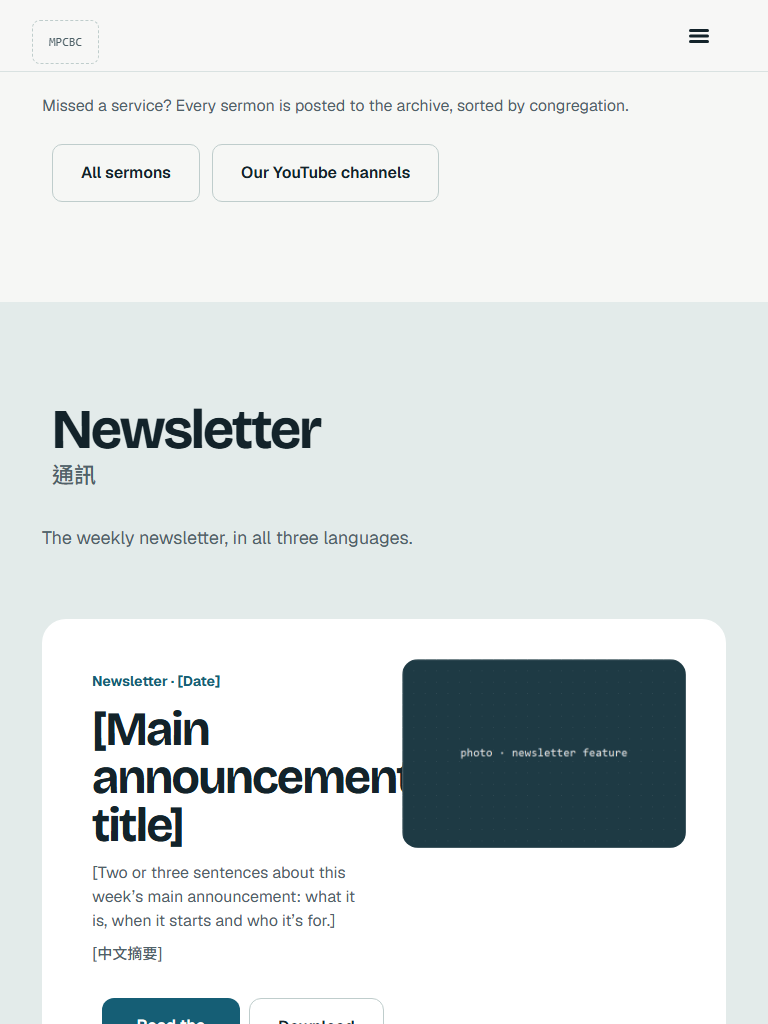 MPCBC
Missed a service? Every sermon is posted to the archive, sorted by congregation.
All sermons
Our YouTube channels
Newsletter
通訊
The weekly newsletter, in all three languages.
Newsletter · [Date]
[Main
announcement
title]
photo · newsletter feature
[Two or three sentences about this
week’s main announcement: what it
is, when it starts and who it’s for.]
[中文摘要]
Read the
Download